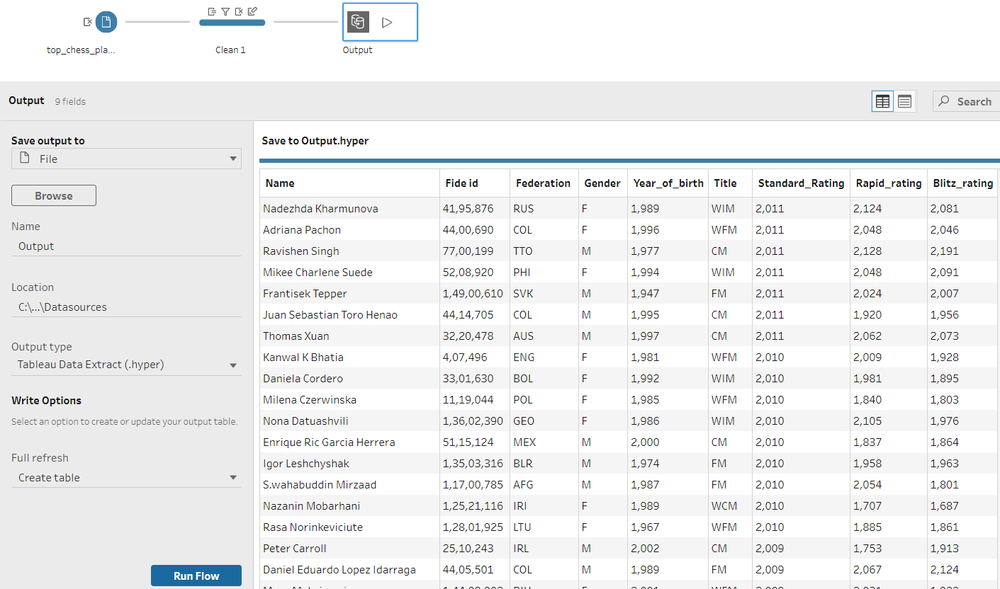 top_chess_pla...
Clean 1
Output
Output 9 fields
Search
Save output to
File
Browse
Name
Output
Location
C:\...\Datasources
Output type
Tableau Data Extract (.hyper)
Write Options
Select an option to create or update your output table.
Full refresh
Create table
Run Flow
Save to Output.hyper
Name Fide id Federation Gender Year_of_birth Title Standard_Rating Rapid_rating Blitz_rating
Nadezhda Kharmunova 41,95,876 RUS F 1,989 WIM 2,011 2,124 2,081
Adriana Pachon 44,00,690 COL F 1,996 WFM 2,011 2,048 2,046
Ravishen Singh 77,00,199 TTO M 1,977 CM 2,011 2,128 2,191
Mikee Charlene Suede 52,08,920 PHI F 1,994 WIM 2,011 2,048 2,091
Frantisek Tepper 1,49,00,610 SVK M 1,947 FM 2,011 2,024 2,007
Juan Sebastian Toro Henao 44,14,705 COL M 1,995 CM 2,011 1,920 1,956
Thomas Xuan 32,20,478 AUS M 1,997 CM 2,011 2,062 2,073
Kanwal K Bhatia 4,07,496 ENG F 1,981 WFM 2,010 2,009 1,928
Daniela Cordero 33,01,630 BOL F 1,992 WIM 2,010 1,981 1,895
Milena Czerwinska 11,19,044 POL F 1,985 WFM 2,010 1,840 1,803
Nona Datuashvili 1,36,02,390 GEO F 1,986 WIM 2,010 2,105 1,976
Enrique Ric Garcia Herrera 51,15,124 MEX M 2,000 CM 2,010 1,837 1,864
Igor Leshchyshak 1,35,03,316 BLR M 1,974 FM 2,010 1,958 1,963
S.wahabuddin Mirzaad 1,17,00,785 AFG M 1,987 FM 2,010 2,054 1,801
Nazanin Mobarhani 1,25,21,116 IRI F 1,989 WCM 2,010 1,707 1,687
Rasa Norinkeviciute 1,28,01,925 LTU F 1,967 WFM 2,010 1,885 1,861
Peter Carroll 25,10,243 IRL M 2,002 CM 2,009 1,753 1,913
Daniel Eduardo Lopez Idarraga 44,05,501 COL M 1,989 FM 2,009 2,067 2,124